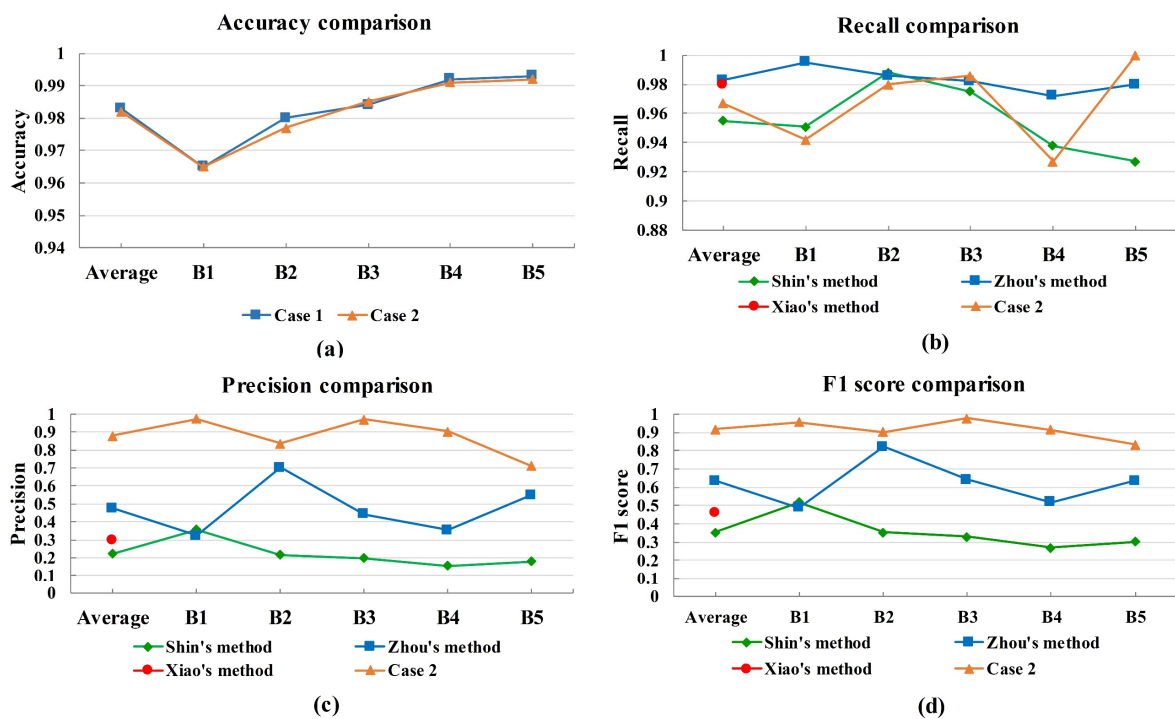 Accuracy comparison
1
0.99
0.98
0.97
0.96
0.95
0.94
Accuracy
Average B1 B2 B3 B4 B5
Case 1 Case 2
(a)
Recall comparison
1
0.98
0.96
0.94
0.92
0.9
0.88
Recall
Average B1 B2 B3 B4 B5
Shin's method Zhou's method
Xiao's method Case 2
(b)
Precision comparison
1
0.9
0.8
0.7
0.6
0.5
0.4
0.3
0.2
0.1
0
Precision
Average B1 B2 B3 B4 B5
Shin's method Zhou's method
Xiao's method Case 2
(c)
F1 score comparison
1
0.9
0.8
0.7
0.6
0.5
0.4
0.3
0.2
0.1
0
F1 score
Average B1 B2 B3 B4 B5
Shin's method Zhou's method
Xiao's method Case 2
(d)